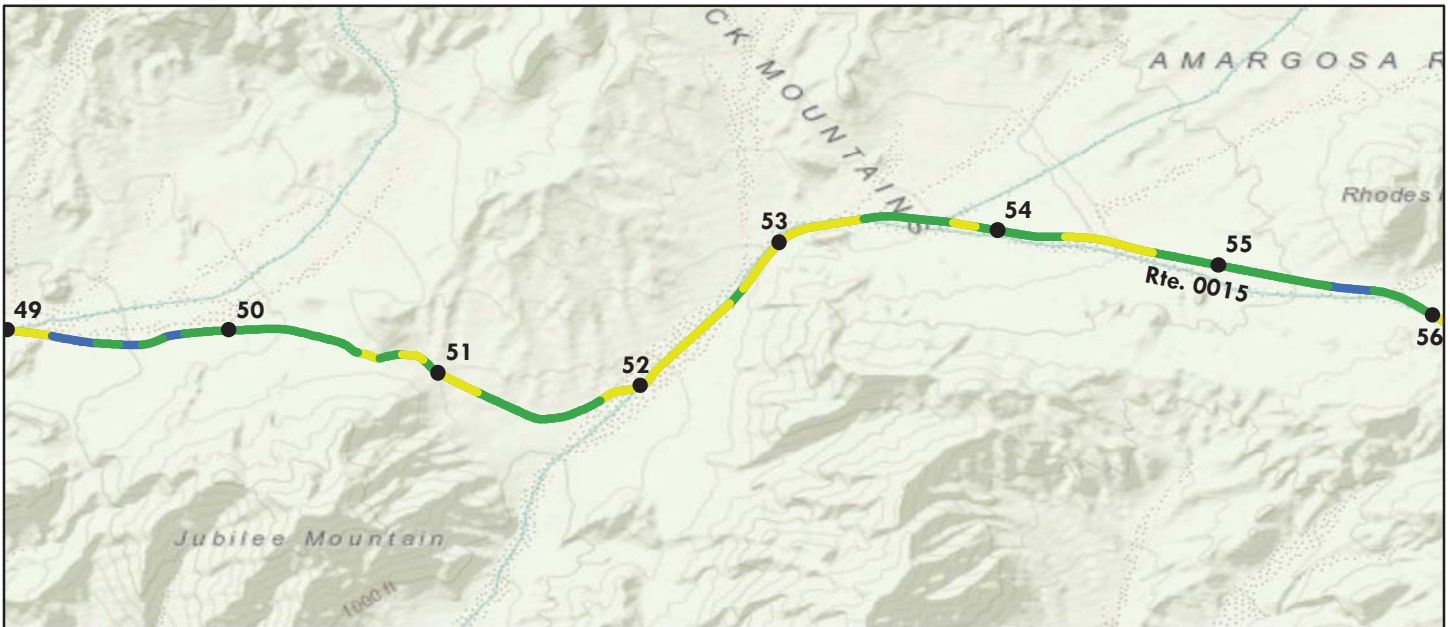 CK MOUNTAINS
AMARGOSA R
Rhodes
53
54
55
Rte. 0015
49
50
51
52
56
Jubilee Mountain
1000 ft